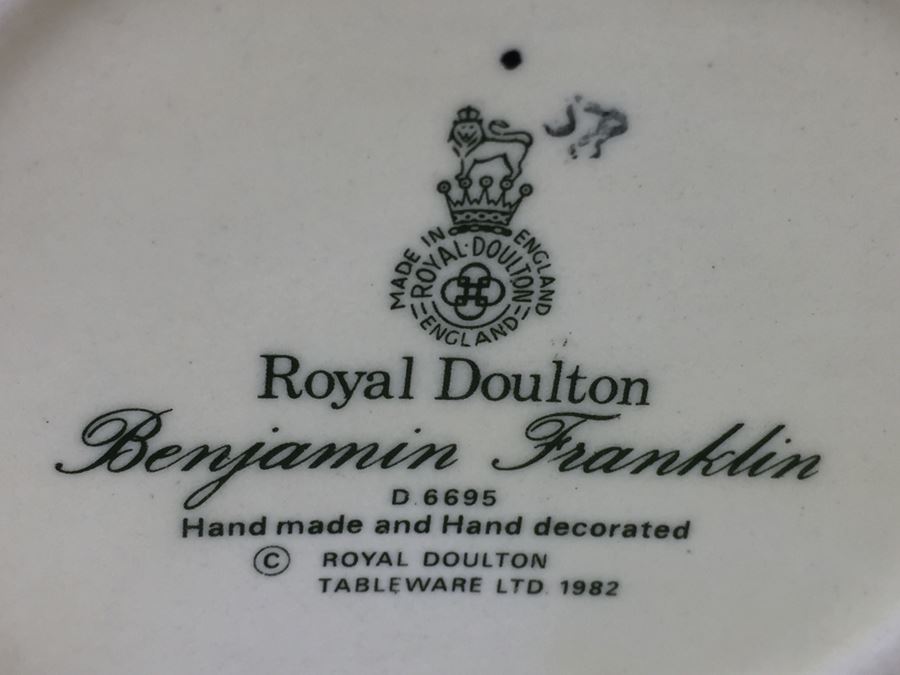 MADE IN ENGLAND
ROYAL·DOULTON
ENGLAND
Royal Doulton
Benjamin Franklin
D.6695
Hand made and Hand decorated
© ROYAL DOULTON
TABLEWARE LTD. 1982